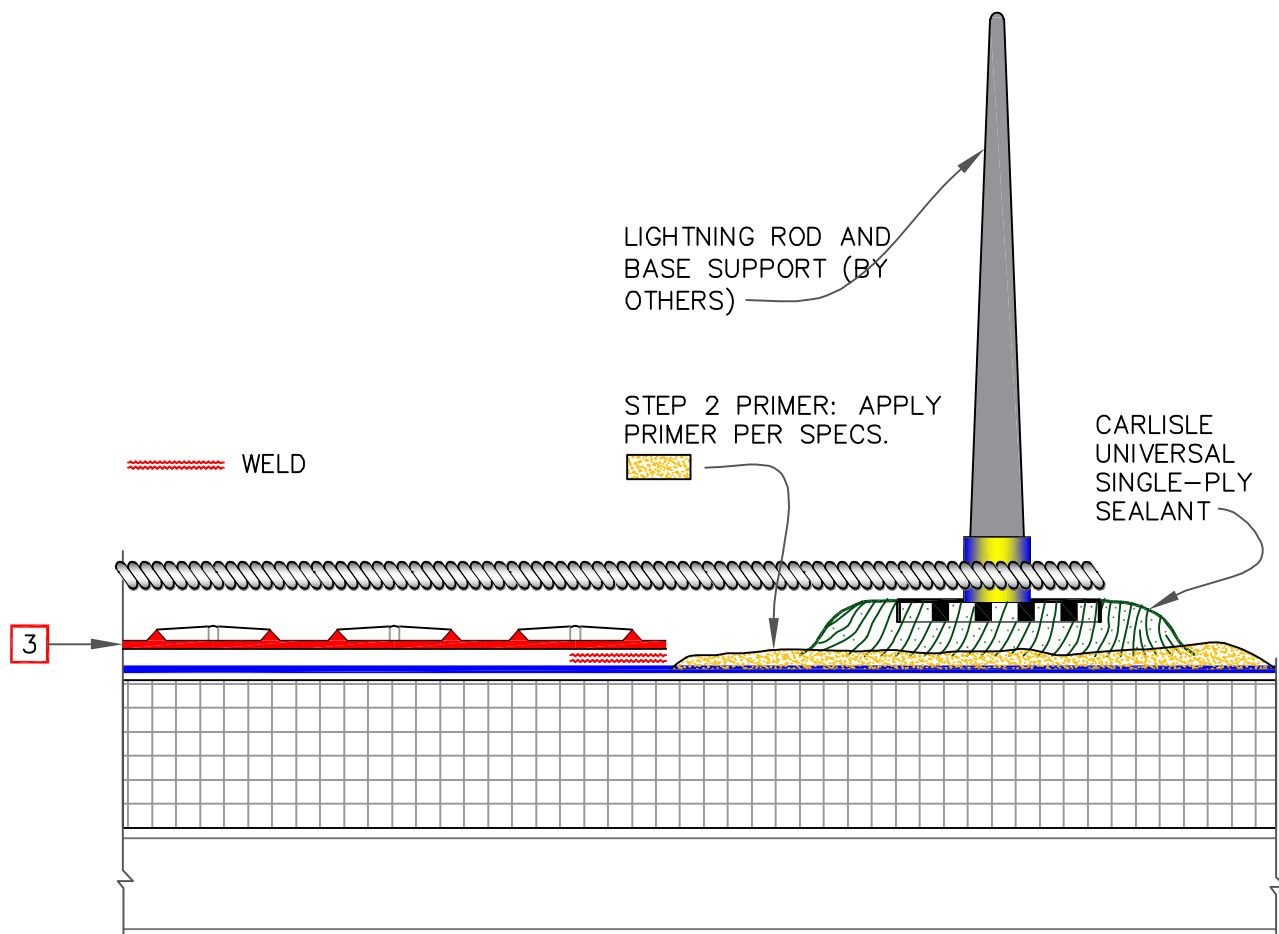 LIGHTNING ROD AND
BASE SUPPORT (BY
OTHERS)
STEP 2 PRIMER: APPLY
PRIMER PER SPECS.
CARLISLE
UNIVERSAL
SINGLE-PLY
SEALANT
WELD
3